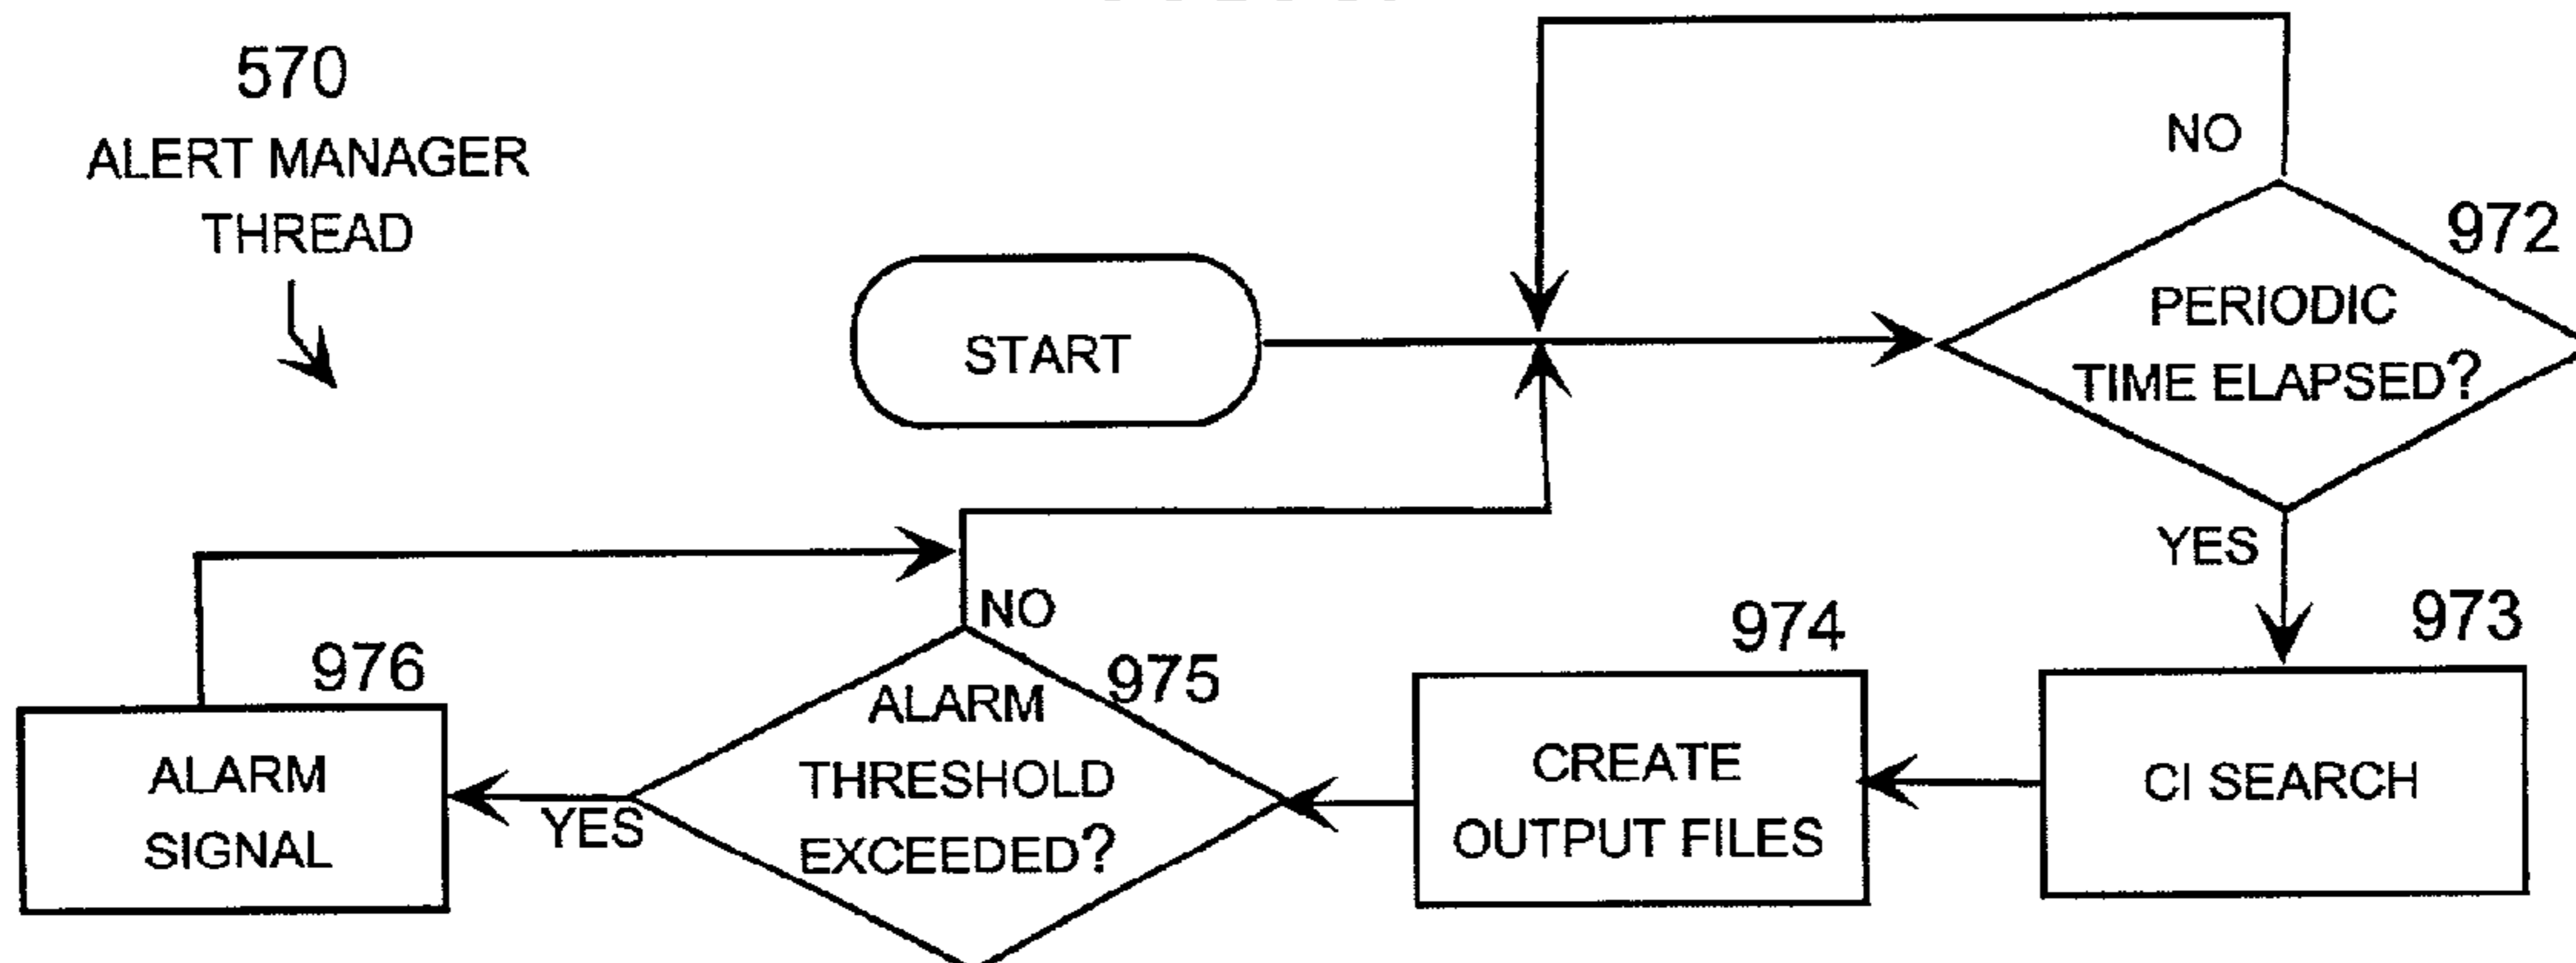 570
ALERT MANAGER
THREAD
START
NO
972
PERIODIC
TIME ELAPSED?
YES
973
CI SEARCH
974
CREATE
OUTPUT FILES
975
ALARM
THRESHOLD
EXCEEDED?
NO
YES
976
ALARM
SIGNAL